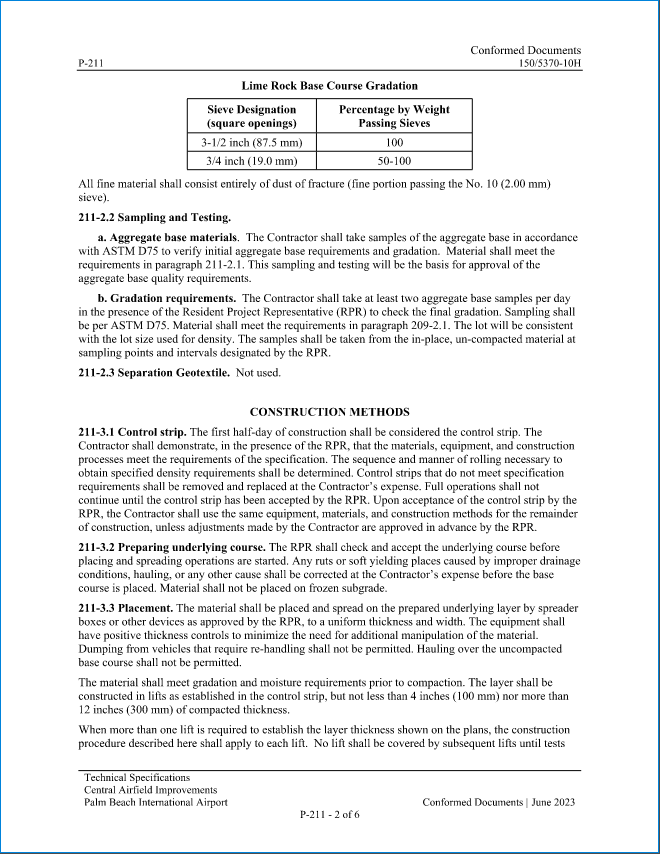 Conformed Documents
P-211 150/5370-10H
Lime Rock Base Course Gradation
Sieve Designation Percentage by Weight
(square openings) Passing Sieves
3-1/2 inch (87.5 mm) 100
3/4 inch (19.0 mm) 50-100
All fine material shall consist entirely of dust of fracture (fine portion passing the No. 10 (2.00 mm)
sieve).
211-2.2 Sampling and Testing.
a. Aggregate base materials. The Contractor shall take samples of the aggregate base in accordance
with ASTM D75 to verify initial aggregate base requirements and gradation. Material shall meet the
requirements in paragraph 211-2.1. This sampling and testing will be the basis for approval of the
aggregate base quality requirements.
b. Gradation requirements. The Contractor shall take at least two aggregate base samples per day
in the presence of the Resident Project Representative (RPR) to check the final gradation. Sampling shall
be per ASTM D75. Material shall meet the requirements in paragraph 209-2.1. The lot will be consistent
with the lot size used for density. The samples shall be taken from the in-place, un-compacted material at
sampling points and intervals designated by the RPR.
211-2.3 Separation Geotextile. Not used.
CONSTRUCTION METHODS
211-3.1 Control strip. The first half-day of construction shall be considered the control strip. The
Contractor shall demonstrate, in the presence of the RPR, that the materials, equipment, and construction
processes meet the requirements of the specification. The sequence and manner of rolling necessary to
obtain specified density requirements shall be determined. Control strips that do not meet specification
requirements shall be removed and replaced at the Contractor's expense. Full operations shall not
continue until the control strip has been accepted by the RPR. Upon acceptance of the control strip by the
RPR, the Contractor shall use the same equipment, materials, and construction methods for the remainder
of construction, unless adjustments made by the Contractor are approved in advance by the RPR.
211-3.2 Preparing underlying course. The RPR shall check and accept the underlying course before
placing and spreading operations are started. Any ruts or soft yielding places caused by improper drainage
conditions, hauling, or any other cause shall be corrected at the Contractor's expense before the base
course is placed. Material shall not be placed on frozen subgrade.
211-3.3 Placement. The material shall be placed and spread on the prepared underlying layer by spreader
boxes or other devices as approved by the RPR, to a uniform thickness and width. The equipment shall
have positive thickness controls to minimize the need for additional manipulation of the material.
Dumping from vehicles that require re-handling shall not be permitted. Hauling over the uncompacted
base course shall not be permitted.
The material shall meet gradation and moisture requirements prior to compaction. The layer shall be
constructed in lifts as established in the control strip, but not less than 4 inches (100 mm) nor more than
12 inches (300 mm) of compacted thickness.
When more than one lift is required to establish the layer thickness shown on the plans, the construction
procedure described here shall apply to each lift. No lift shall be covered by subsequent lifts until tests
Technical Specifications
Central Airfield Improvements
Palm Beach International Airport Conformed Documents | June 2023
P-211 - 2 of 6